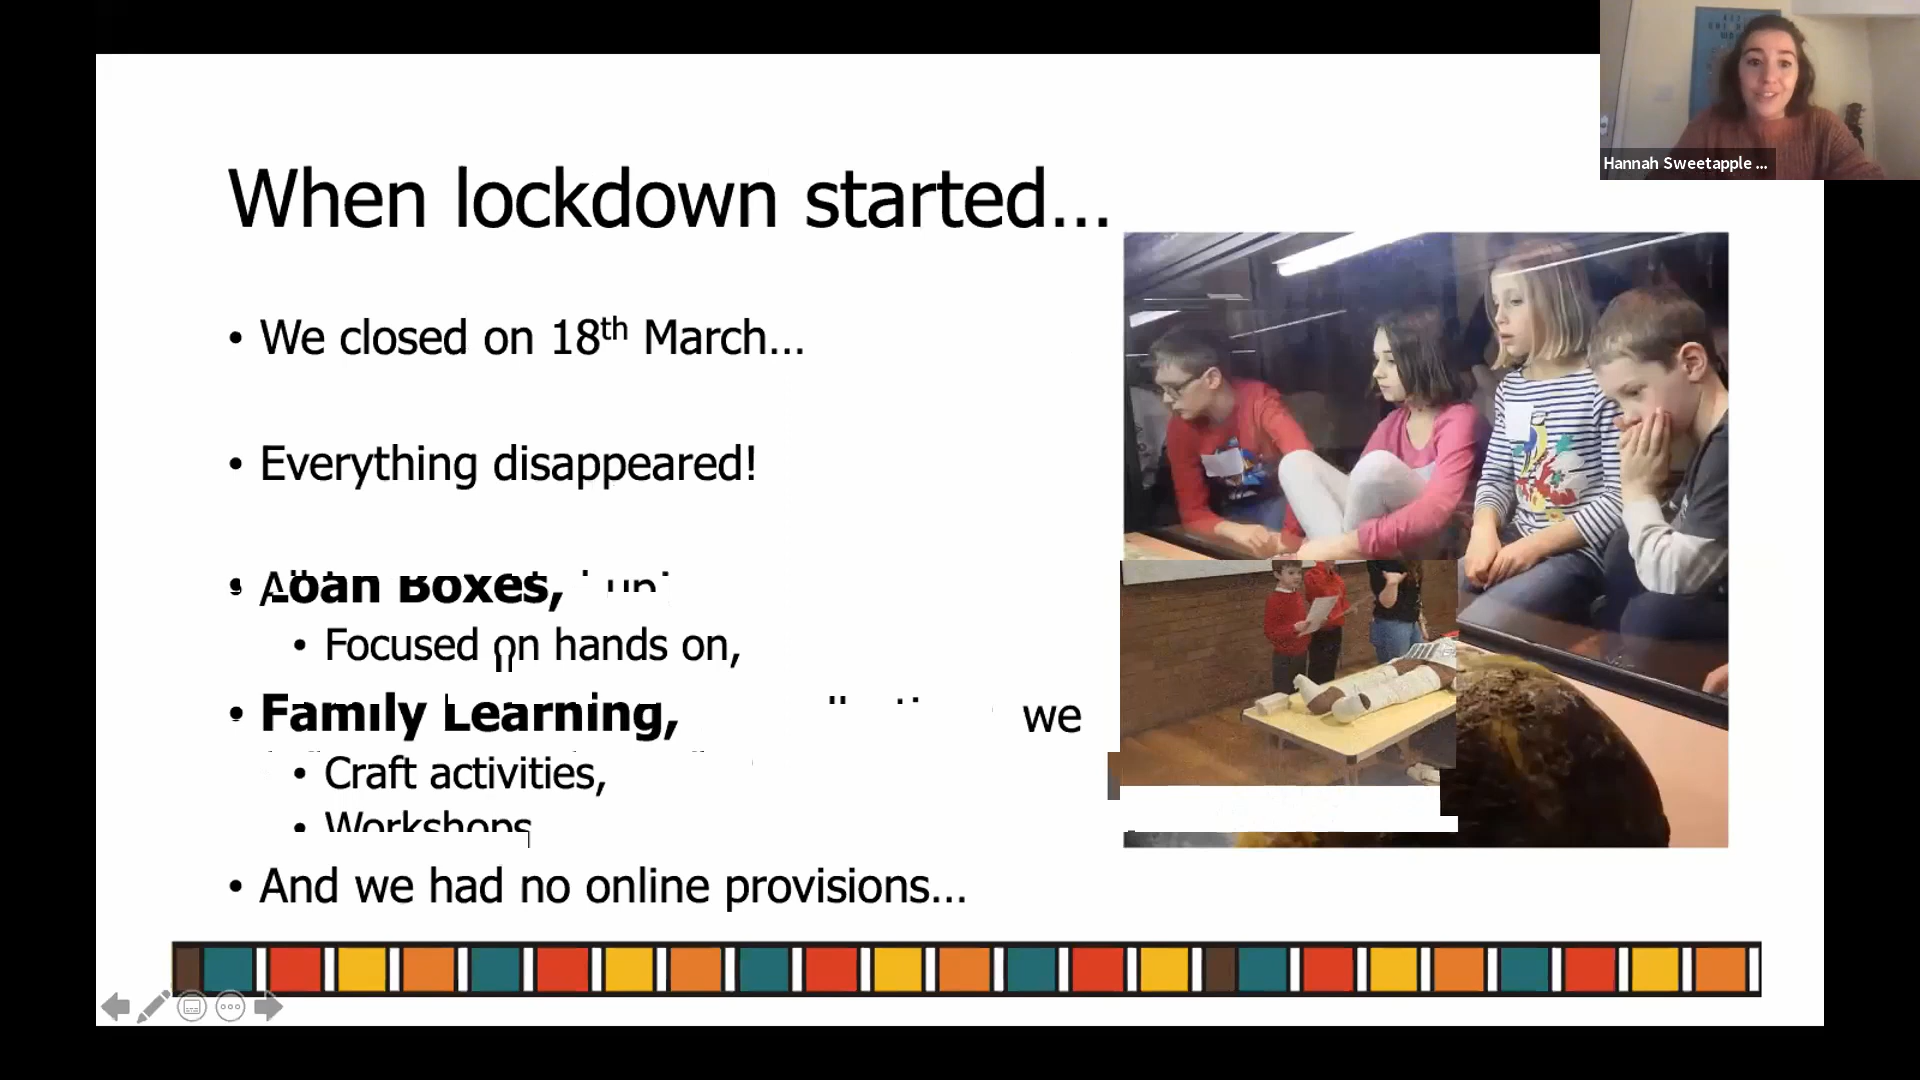 Hannah Sweetapple ...
When lockdown started...
• We closed on 18th March...
• Everything disappeared!
• Loan Boxes,
• Focused on hands on,
• Family Learning, we
• Craft activities,
• Workshops
• And we had no online provisions...